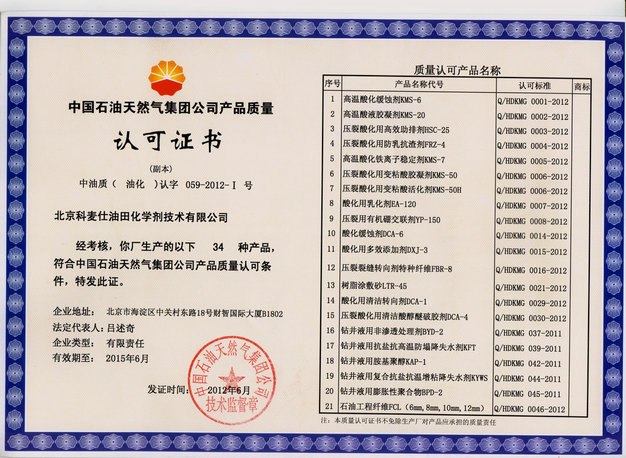 中国石油天然气集团公司产品质量
认可证书
(副本)
中油质（ 油化 ）认字 059-2012-Ⅰ 号
北京科麦仕油田化学剂技术有限公司
经考核，你厂生产的以下 34 种产品，
符合中国石油天然气集团公司产品质量认可条
件，特发此证。
企业地址： 北京市海淀区中关村东路18号财智国际大厦B1802
法定代表人：吕述奇
企业类型： 有限责任
有效期至： 2015年6月
发证时间： 2012年6月
中国石油天然气集团公司
技术监督章
质量认可产品名称
序号 产品名称代号 认可标准 商标
1 高温酸化缓蚀剂KMS-6 Q/HDKMG 0001-2012
2 高温酸液胶凝剂KMS-20 Q/HDKMG 0002-2012
3 压裂酸化用高效助排剂HSC-25 Q/HDKMG 0003-2012
4 压裂酸化用防乳抗渣剂FRZ-4 Q/HDKMG 0004-2012
5 高温酸化铁离子稳定剂KMS-7 Q/HDKMG 0005-2012
6 压裂酸化用变粘酸胶凝剂KMS-50 Q/HDKMG 0006-2012
7 压裂酸化用变粘酸活化剂KMS-50H Q/HDKMG 0006-2012
8 酸化用乳化剂EA-120 Q/HDKMG 0007-2012
9 压裂用有机硼交联剂YP-150 Q/HDKMG 0008-2012
10 酸化缓蚀剂DCA-6 Q/HDKMG 0014-2012
11 酸化用多效添加剂DXJ-3 Q/HDKMG 0015-2012
12 压裂裂缝转向剂特种纤维FBR-8 Q/HDKMG 0016-2012
13 树脂涂敷砂LTR-45 Q/HDKMG 0021-2012
14 酸化用清洁转向剂DCA-1 Q/HDKMG 0029-2012
15 压裂酸化用清洁酸醇醚破胶剂DCA-4 Q/HDKMG 0030-2012
16 钻井液用非渗透处理剂BYD-2 Q/HDKMG 037-2011
17 钻井液用抗盐抗高温防塌降失水剂KFT Q/HDKMG 039-2011
18 钻井液用胺基聚醇KAP-1 Q/HDKMG 042-2011
19 钻井液用复合抗盐抗温增粘降失水剂KYWS Q/HDKMG 044-2011
20 钻井液用膨胀性聚合物BPD-2 Q/HDKMG 045-2011
21 石油工程纤维FCL（6mm,8mm,10mm,12mm） Q/HDKMG 0046-2012
注：本质量认可证书不免除生产厂对产品应承担的质量责任